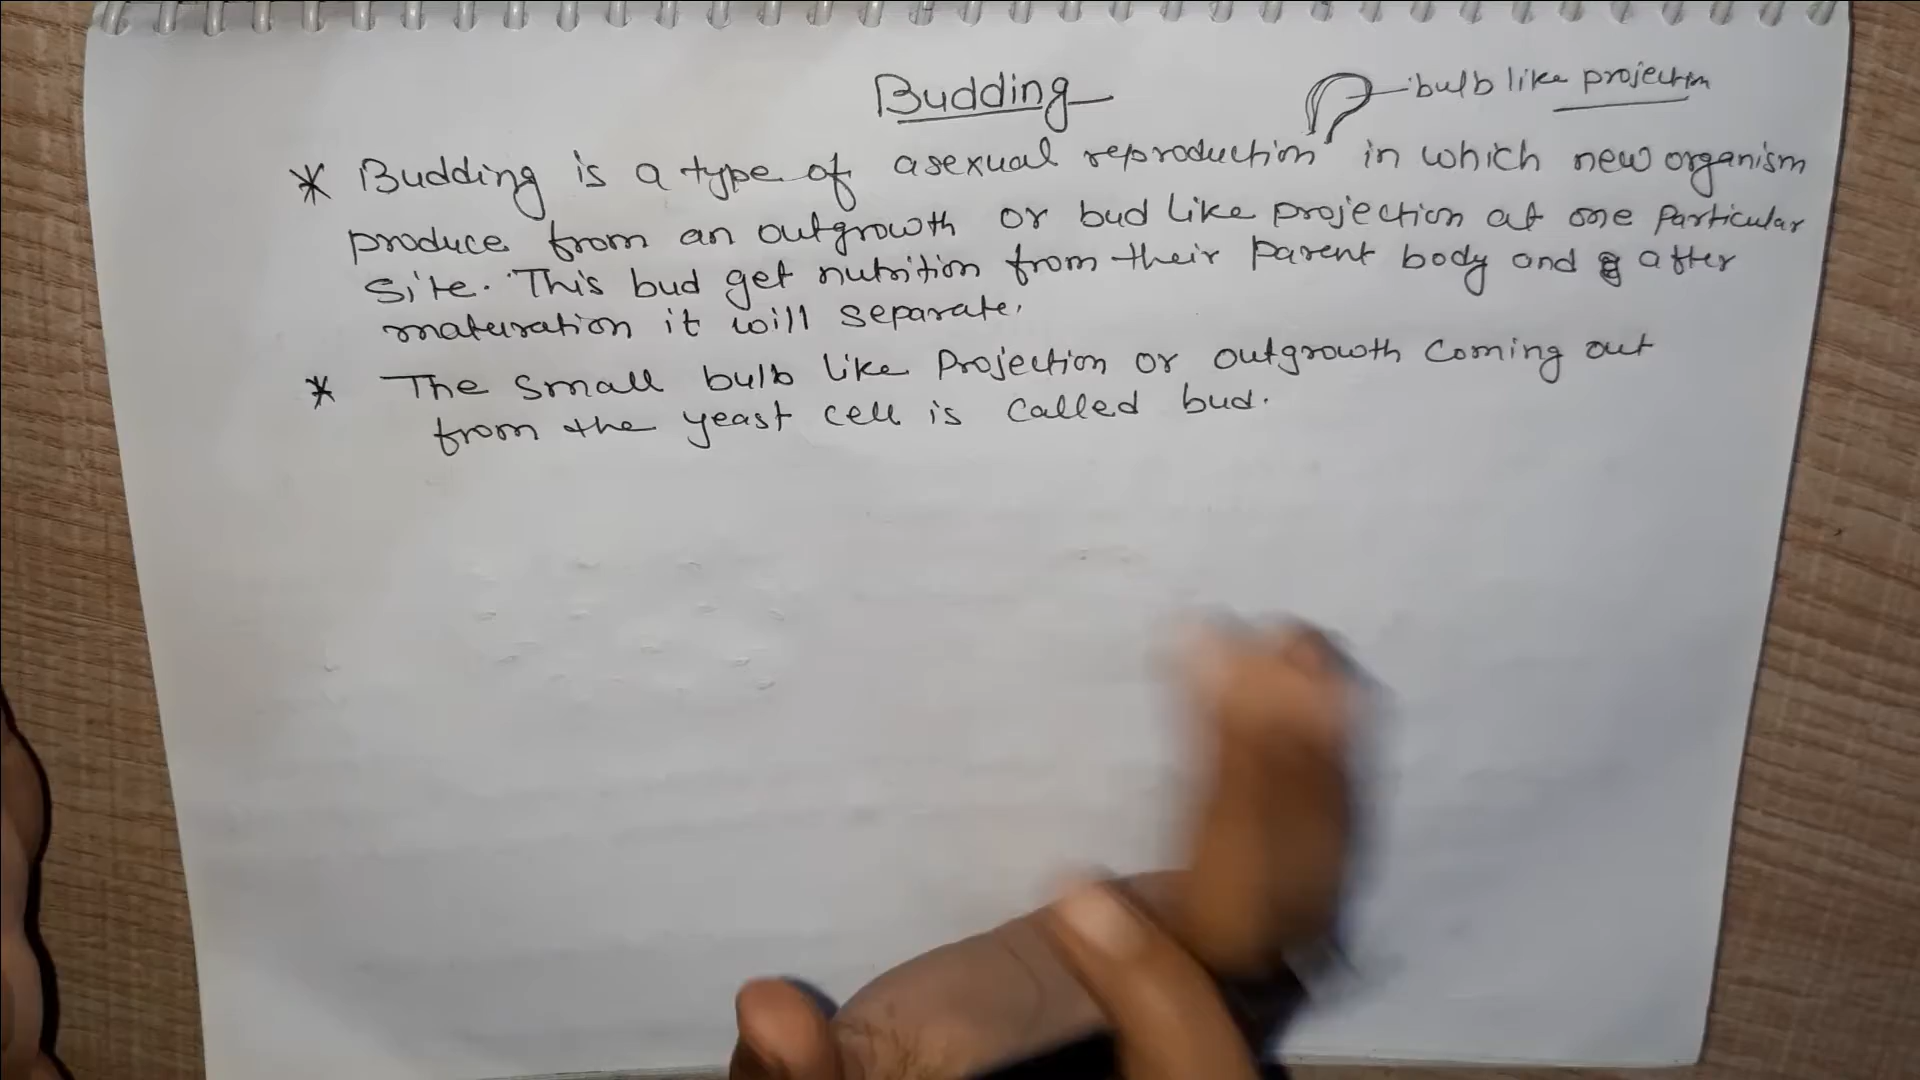 Budding
bulb like projection
* Budding is a type of asexual reproduction in which new organism
produce from an outgrowth or bud like projection at one particular
site. This bud get nutrition from their parent body and after
maturation it will separate.
* The small bulb like projection or outgrowth coming out
from the yeast cell is called bud.